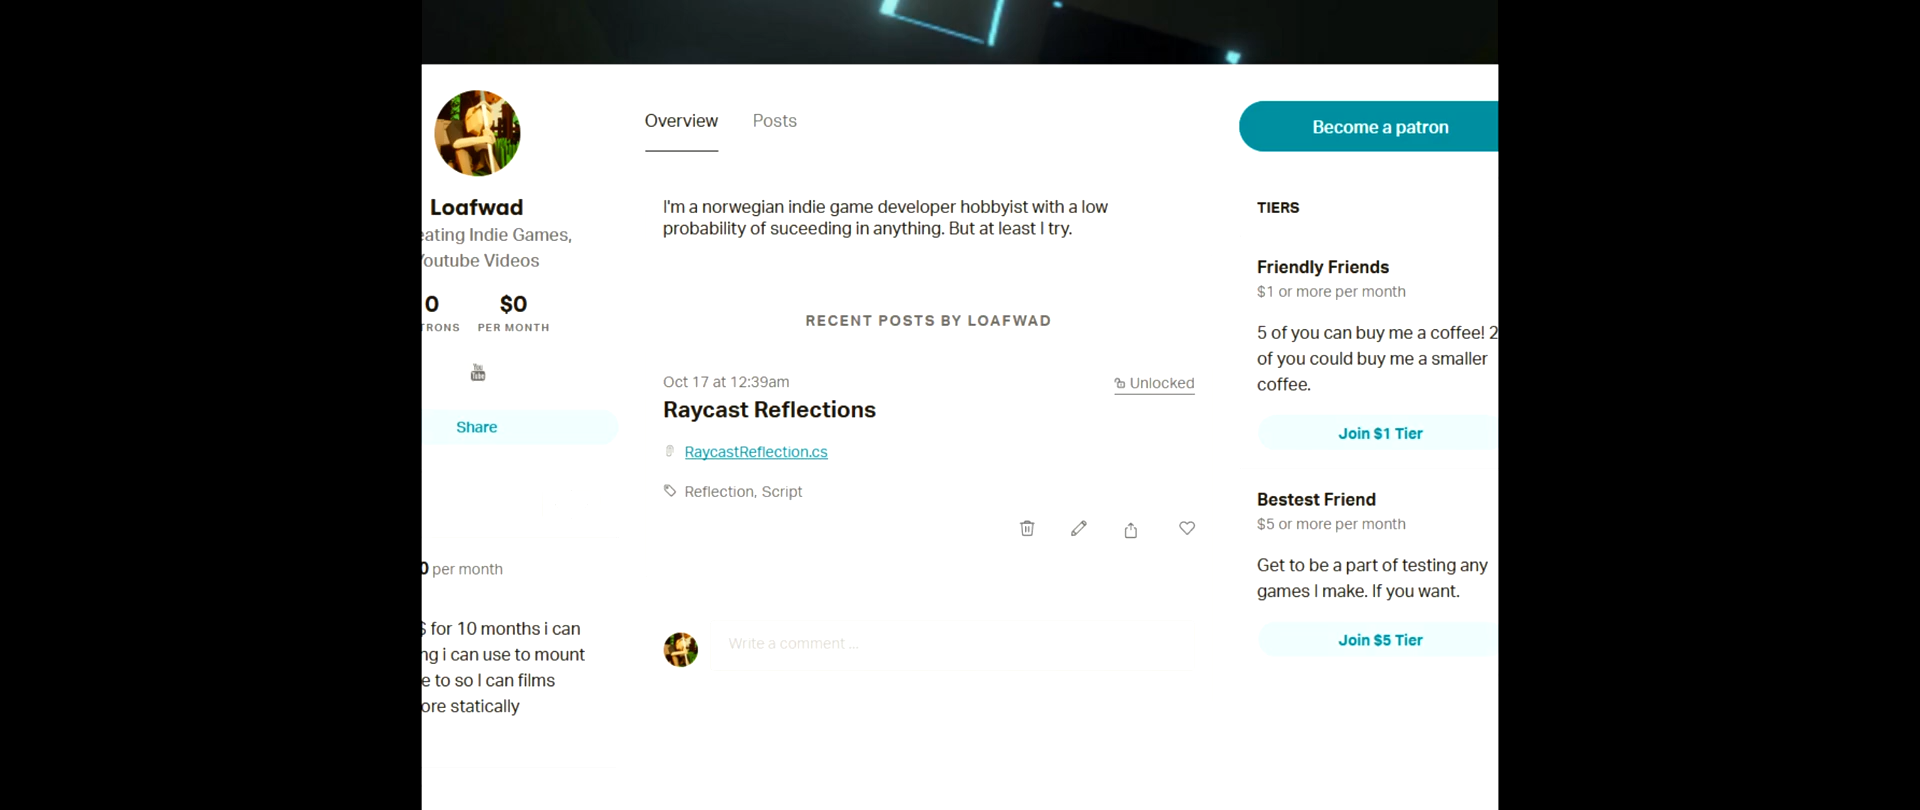 Overview
Posts
Become a patron
Loafwad
eating Indie Games,
Youtube Videos
0
$0
TRONS
PER MONTH
You
Tube
Share
0 per month
$ for 10 months i can
ng i can use to mount
e to so I can films
ore statically
I'm a norwegian indie game developer hobbyist with a low
probability of suceeding in anything. But at least I try.
RECENT POSTS BY LOAFWAD
Oct 17 at 12:39am
Unlocked
Raycast Reflections
RaycastReflection.cs
Reflection, Script
Write a comment ...
TIERS
Friendly Friends
$1 or more per month
5 of you can buy me a coffee! 2
of you could buy me a smaller
coffee.
Join $1 Tier
Bestest Friend
$5 or more per month
Get to be a part of testing any
games I make. If you want.
Join $5 Tier